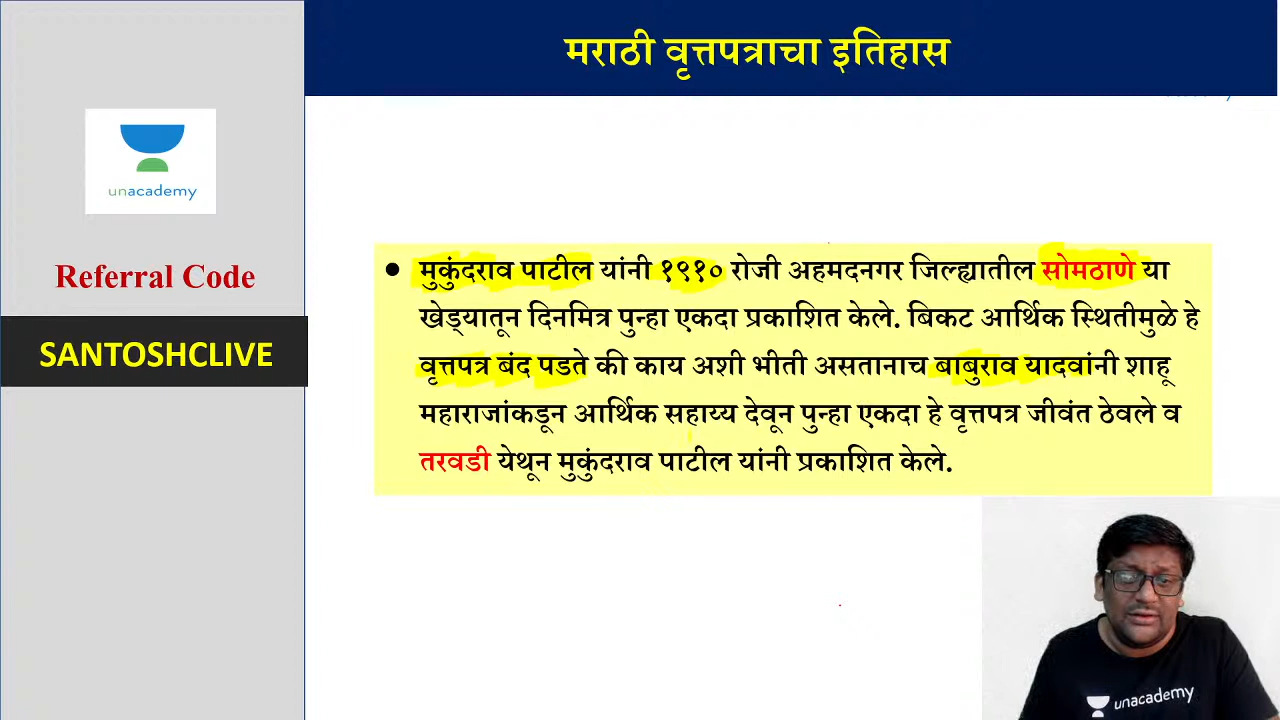 मराठी वृत्तपत्राचा इतिहास
unacademy
Referral Code
SANTOSHCLIVE
• मुकुंदराव पाटील यांनी १९१० रोजी अहमदनगर जिल्ह्यातील सोमठाणे या
खेड्यातून दिनमित्र पुन्हा एकदा प्रकाशित केले. बिकट आर्थिक स्थितीमुळे हे
वृत्तपत्र बंद पडते की काय अशी भीती असतानाच बाबुराव यादवांनी शाहू
महाराजांकडून आर्थिक सहाय्य देवून पुन्हा एकदा हे वृत्तपत्र जीवंत ठेवले व
तरवडी येथून मुकुंदराव पाटील यांनी प्रकाशित केले.
unacademy